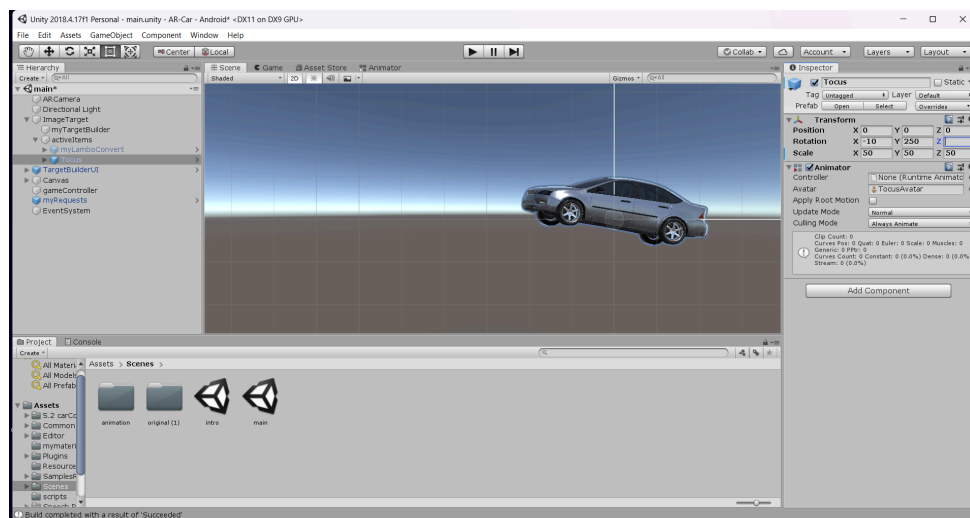 Unity 2018.4.17f1 Personal - main.unity - AR-Car - Android* <DX11 on DX9 GPU>
File Edit Assets GameObject Component Window Help
Center Local Collab Account Layers Layout
Hierarchy
Create All
main*
ARCamera
Directional Light
ImageTarget
myTargetBuilder
activeItems
myLamboConvert
Tocus
TargetBuilderUI
Canvas
gameController
myRequests
EventSystem
Scene Game Asset Store Animator
Shaded 2D Gizmos All
Inspector
Tocus Static
Tag Untagged Layer Default
Prefab Open Select Overrides
Transform
Position X 0 Y 0 Z 0
Rotation X -10 Y 250 Z
Scale X 50 Y 50 Z 50
Animator
Controller None (Runtime Animatc
Avatar TocusAvatar
Apply Root Motion
Update Mode Normal
Culling Mode Always Animate
Clip Count: 0
Curves Pos: 0 Quat: 0 Euler: 0 Scale: 0 Muscles: 0
Generic: 0 PPtr: 0
Curves Count: 0 Constant: 0 (0.0%) Dense: 0 (0.0%)
Stream: 0 (0.0%)
Add Component
Project Console
Create
All Materi
All Models
All Prefab
Assets
5.2 carCo
Common
Editor
mymateri
Plugins
Resource
SamplesR
Scenes
scripts
Speech R
Assets > Scenes >
animation original (1) intro main
Build completed with a result of 'Succeeded'